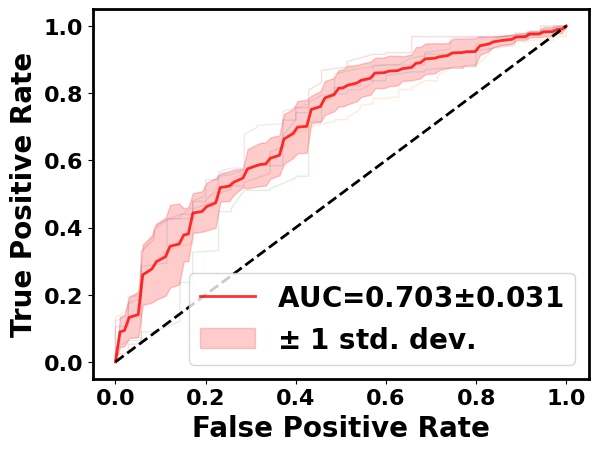 True Positive Rate
1.0
0.8
0.6
0.4
0.2
0.0
AUC=0.703±0.031
± 1 std. dev.
0.0 0.2 0.4 0.6 0.8 1.0
False Positive Rate